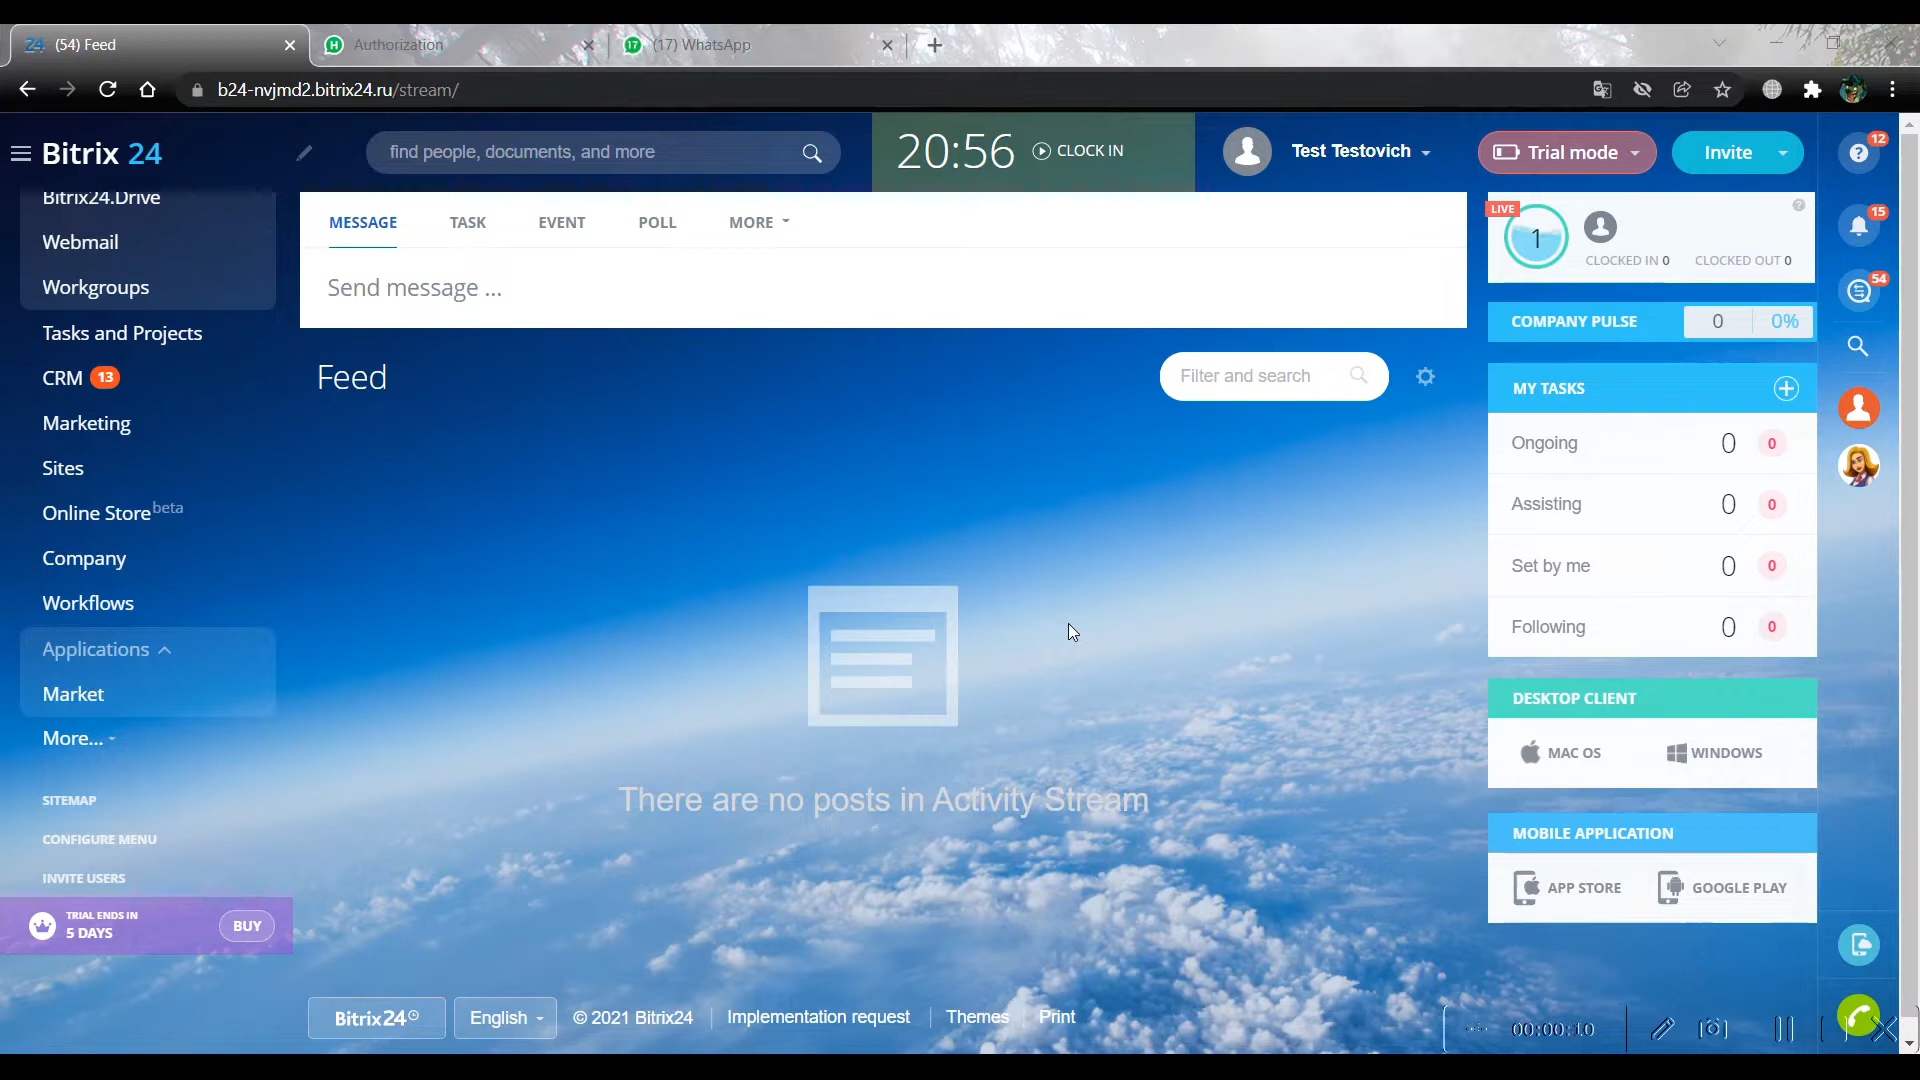 24 (54) Feed
Authorization
17 (17) WhatsApp
b24-nvjmd2.bitrix24.ru/stream/
Bitrix 24
find people, documents, and more
20:56 CLOCK IN
Test Testovich
Trial mode
Invite
12
Bitrix24.Drive
Webmail
Workgroups
Tasks and Projects
CRM 13
Marketing
Sites
Online Store beta
Company
Workflows
Applications
Market
More...
SITEMAP
CONFIGURE MENU
INVITE USERS
TRIAL ENDS IN
5 DAYS
BUY
MESSAGE TASK EVENT POLL MORE
Send message ...
Feed
Filter and search
There are no posts in Activity Stream
LIVE
1
CLOCKED IN 0 CLOCKED OUT 0
COMPANY PULSE 0 0%
MY TASKS
Ongoing 0 0
Assisting 0 0
Set by me 0 0
Following 0 0
DESKTOP CLIENT
MAC OS WINDOWS
MOBILE APPLICATION
APP STORE GOOGLE PLAY
15
54
Bitrix24
English
© 2021 Bitrix24
Implementation request
Themes
Print
00:00:10